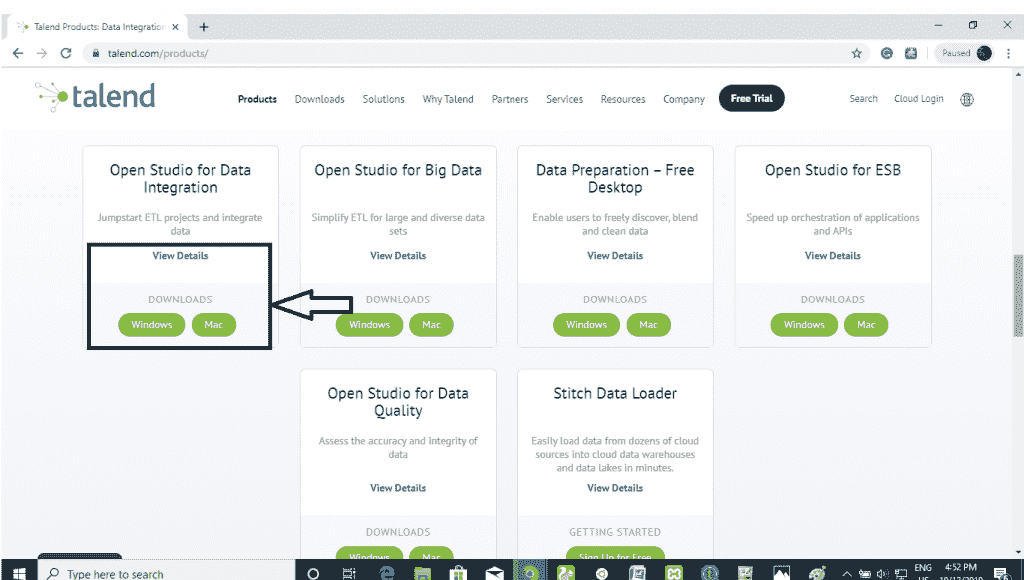 Talend Products: Data Integration
talend.com/products/
Paused
talend
Products Downloads Solutions Why Talend Partners Services Resources Company Free Trial Search Cloud Login
Open Studio for Data
Integration
Jumpstart ETL projects and integrate
data
View Details
DOWNLOADS
Windows Mac
Open Studio for Big Data
Simplify ETL for large and diverse data
sets
View Details
DOWNLOADS
Windows Mac
Data Preparation – Free
Desktop
Enable users to freely discover, blend
and clean data
View Details
DOWNLOADS
Windows Mac
Open Studio for ESB
Speed up orchestration of applications
and APIs
View Details
DOWNLOADS
Windows Mac
Open Studio for Data
Quality
Assess the accuracy and integrity of
data
View Details
DOWNLOADS
Windows Mac
Stitch Data Loader
Easily load data from dozens of cloud
sources into cloud data warehouses
and data lakes in minutes.
View Details
GETTING STARTED
Sign Up for Free
Type here to search
ENG
4:52 PM